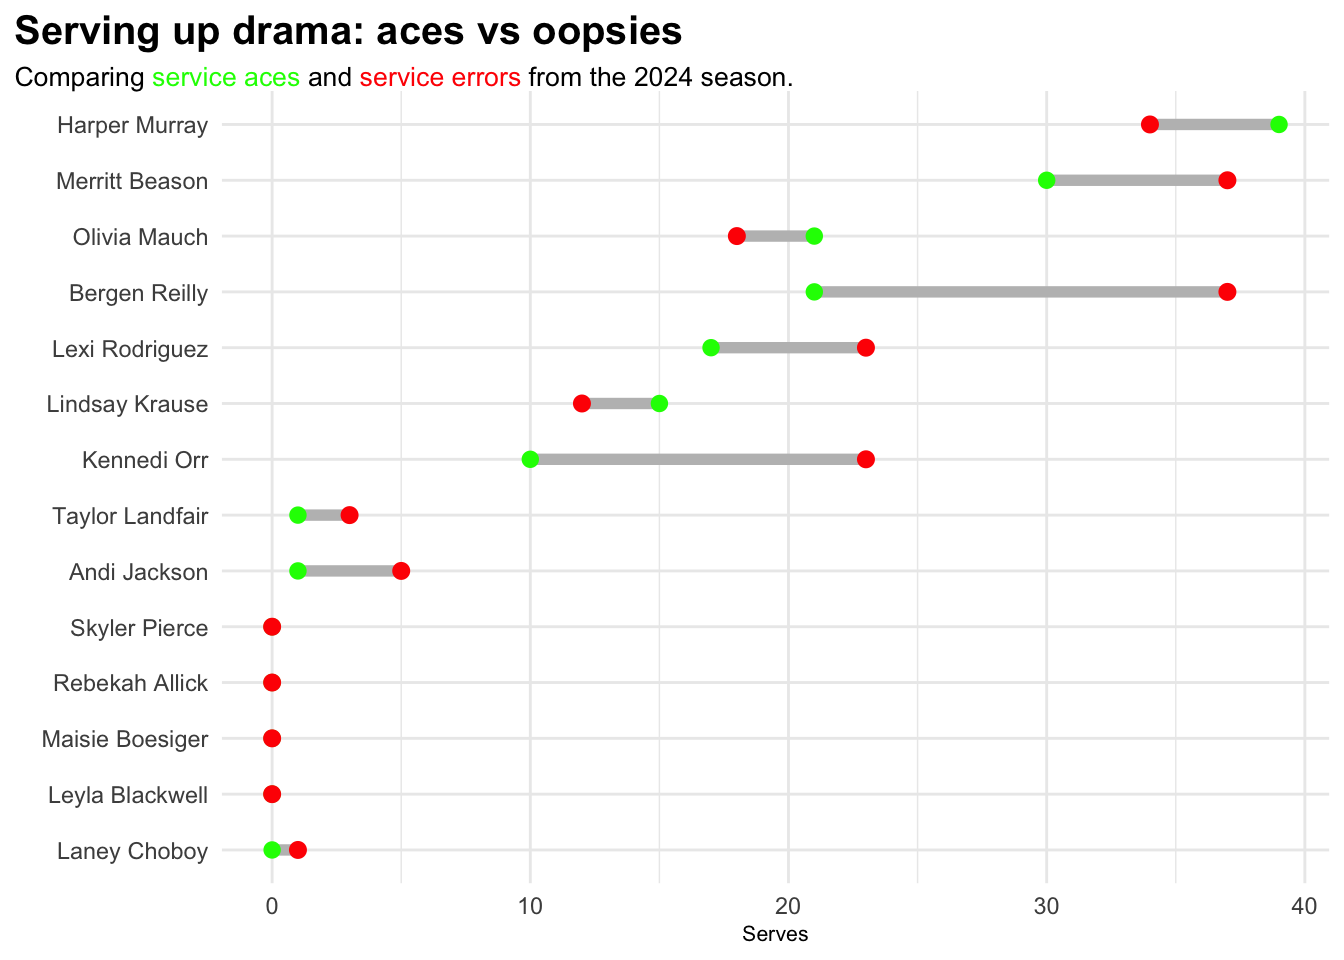 Serving up drama: aces vs oopsies
Comparing service aces and service errors from the 2024 season.
Harper Murray
Merritt Beason
Olivia Mauch
Bergen Reilly
Lexi Rodriguez
Lindsay Krause
Kennedi Orr
Taylor Landfair
Andi Jackson
Skyler Pierce
Rebekah Allick
Maisie Boesiger
Leyla Blackwell
Laney Choboy
0 10 20 30 40
Serves